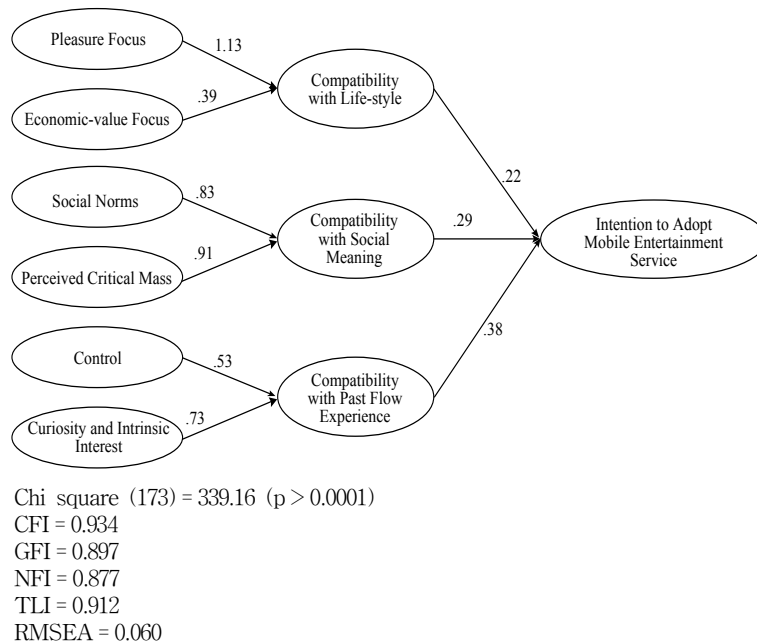 Pleasure Focus
1.13
Compatibility
with Life-style
.39
Economic-value Focus
.22
Social Norms
.83
Compatibility
with Social
Meaning
.29
Intention to Adopt
Mobile Entertainment
Service
.91
Perceived Critical Mass
.38
Control
.53
Compatibility
with Past Flow
Experience
.73
Curiosity and Intrinsic
Interest
Chi square (173) = 339.16 (p > 0.0001)
CFI = 0.934
GFI = 0.897
NFI = 0.877
TLI = 0.912
RMSEA = 0.060